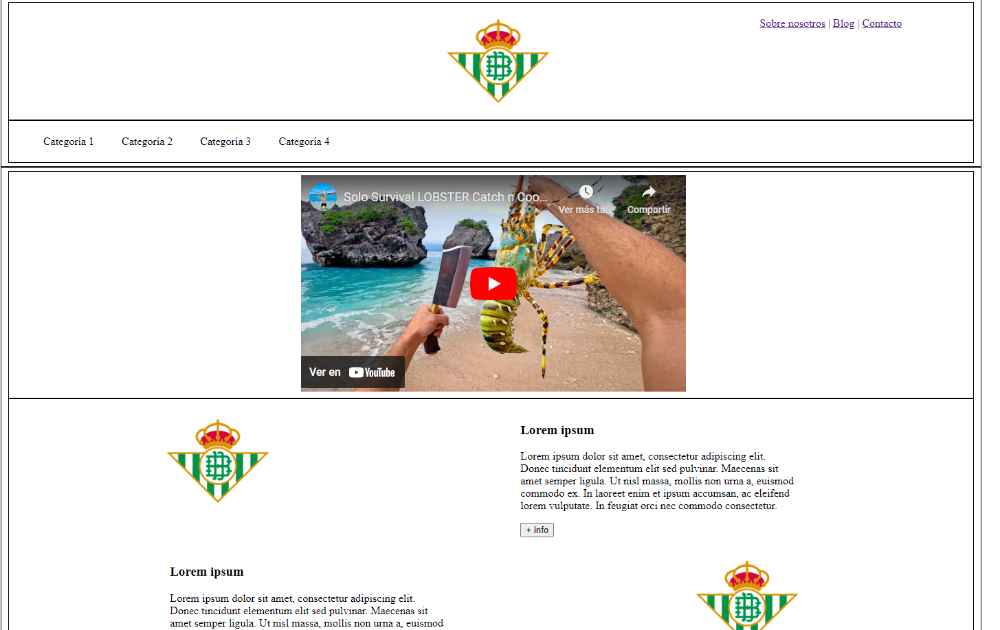 Sobre nosotros | Blog | Contacto
Categoría 1 Categoría 2 Categoría 3 Categoría 4
Solo Survival LOBSTER Catch n Coo...
Ver más ta...
Compartir
Ver en YouTube
Lorem ipsum
Lorem ipsum dolor sit amet, consectetur adipiscing elit.
Donec tincidunt elementum elit sed pulvinar. Maecenas sit
amet semper ligula. Ut nisl massa, mollis non urna a, euismod
commodo ex. In laoreet enim et ipsum accumsan, ac eleifend
lorem vulputate. In feugiat orci nec commodo consectetur.
+ info
Lorem ipsum
Lorem ipsum dolor sit amet, consectetur adipiscing elit.
Donec tincidunt elementum elit sed pulvinar. Maecenas sit
amet semper ligula. Ut nisl massa, mollis non urna a, euismod